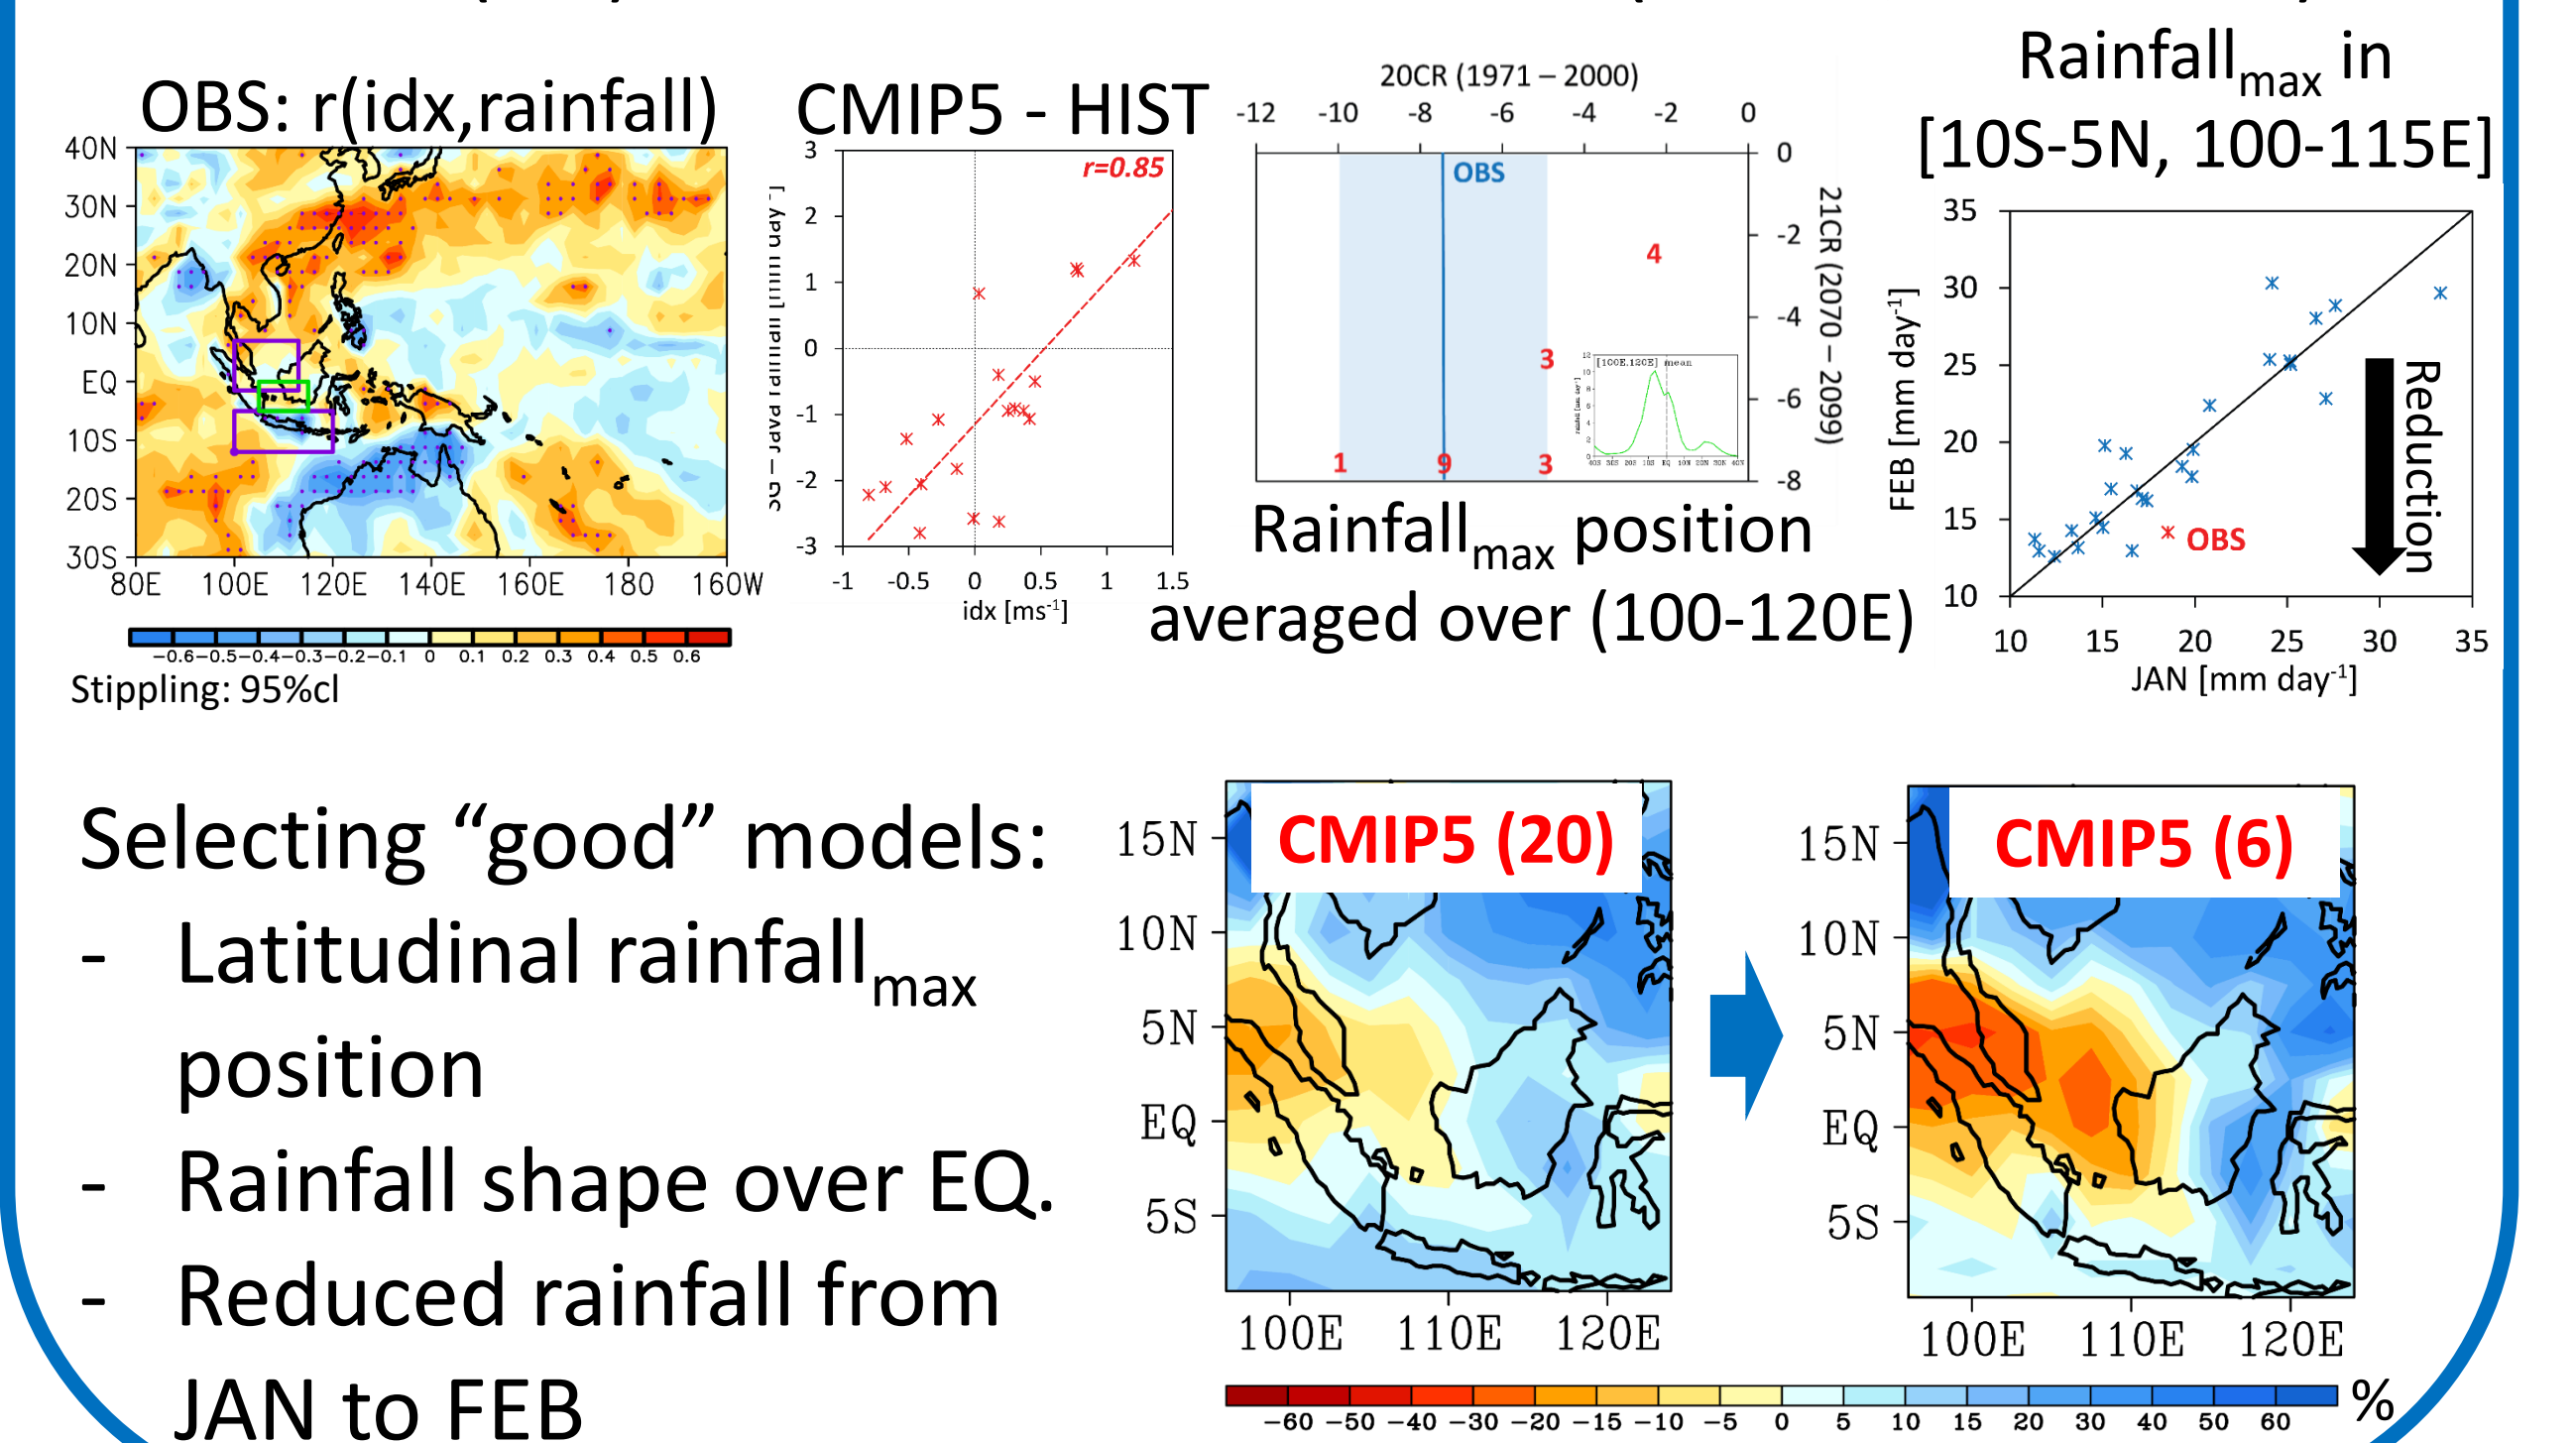 OBS: r(idx,rainfall)
40N
30N
20N
10N
EQ
10S
20S
30S
80E 100E 120E 140E 160E 180 160W
-0.6 -0.5 -0.4 -0.3 -0.2 -0.1 0 0.1 0.2 0.3 0.4 0.5 0.6
Stippling: 95%cl
CMIP5 - HIST
r=0.85
3
2
1
0
-1
-2
-3
-1 -0.5 0 0.5 1 1.5
idx [ms-1]
20CR (1971 – 2000)
-12 -10 -8 -6 -4 -2 0
OBS
0
-2
-4
-6
-8
21CR (2070 – 2099)
4
3
1 9 3
[100E,120E] mean
Rainfallmax position
averaged over (100-120E)
Rainfallmax in
[10S-5N, 100-115E]
35
30
25
20
15
10
FEB [mm day-1]
OBS
Reduction
10 15 20 25 30 35
JAN [mm day-1]
Selecting “good” models:
- Latitudinal rainfallmax
position
- Rainfall shape over EQ.
- Reduced rainfall from
JAN to FEB
CMIP5 (20)
15N
10N
5N
EQ
5S
100E 110E 120E
CMIP5 (6)
15N
10N
5N
EQ
5S
100E 110E 120E
-60 -50 -40 -30 -20 -15 -10 -5 0 5 10 15 20 30 40 50 60 %